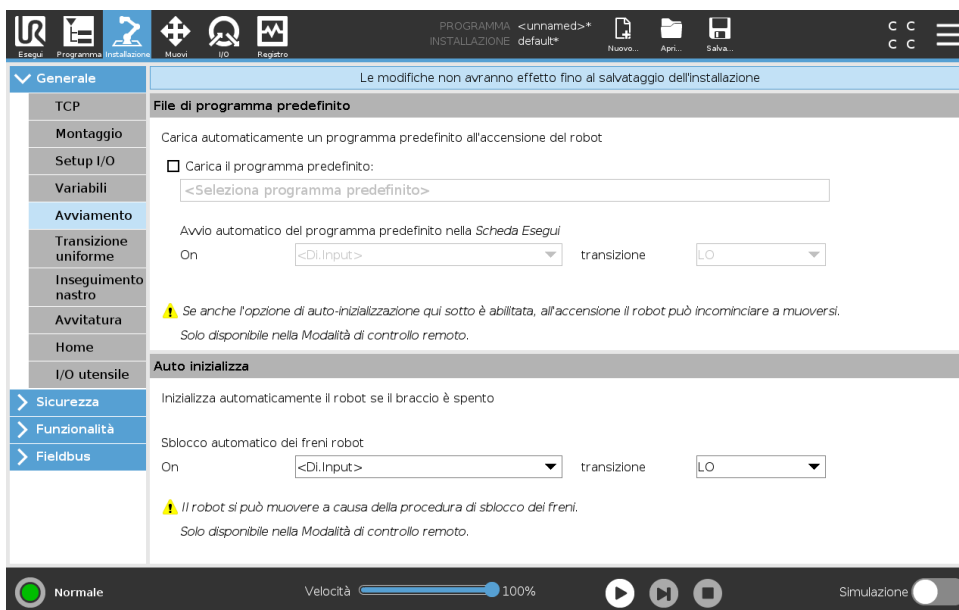 UR
PROGRAMMA <unnamed>*
INSTALLAZIONE default*
Esegui Programma Installazione Muovi I/O Registro Nuovo... Apri... Salva...
C C
C C
Generale
Le modifiche non avranno effetto fino al salvataggio dell'installazione
TCP
File di programma predefinito
Montaggio
Carica automaticamente un programma predefinito all'accensione del robot
Setup I/O
Carica il programma predefinito:
Variabili
<Seleziona programma predefinito>
Avviamento
Avvio automatico del programma predefinito nella Scheda Esegui
Transizione
uniforme
On <Di.Input> transizione LO
Inseguimento
nastro
Se anche l'opzione di auto-inizializzazione qui sotto è abilitata, all'accensione il robot può incominciare a muoversi.
Avvitatura
Solo disponibile nella Modalità di controllo remoto.
Home
I/O utensile
Auto inizializza
Sicurezza
Inizializza automaticamente il robot se il braccio è spento
Funzionalità
Sblocco automatico dei freni robot
Fieldbus
On <Di.Input> transizione LO
Il robot si può muovere a causa della procedura di sblocco dei freni.
Solo disponibile nella Modalità di controllo remoto.
Normale Velocità 100% Simulazione